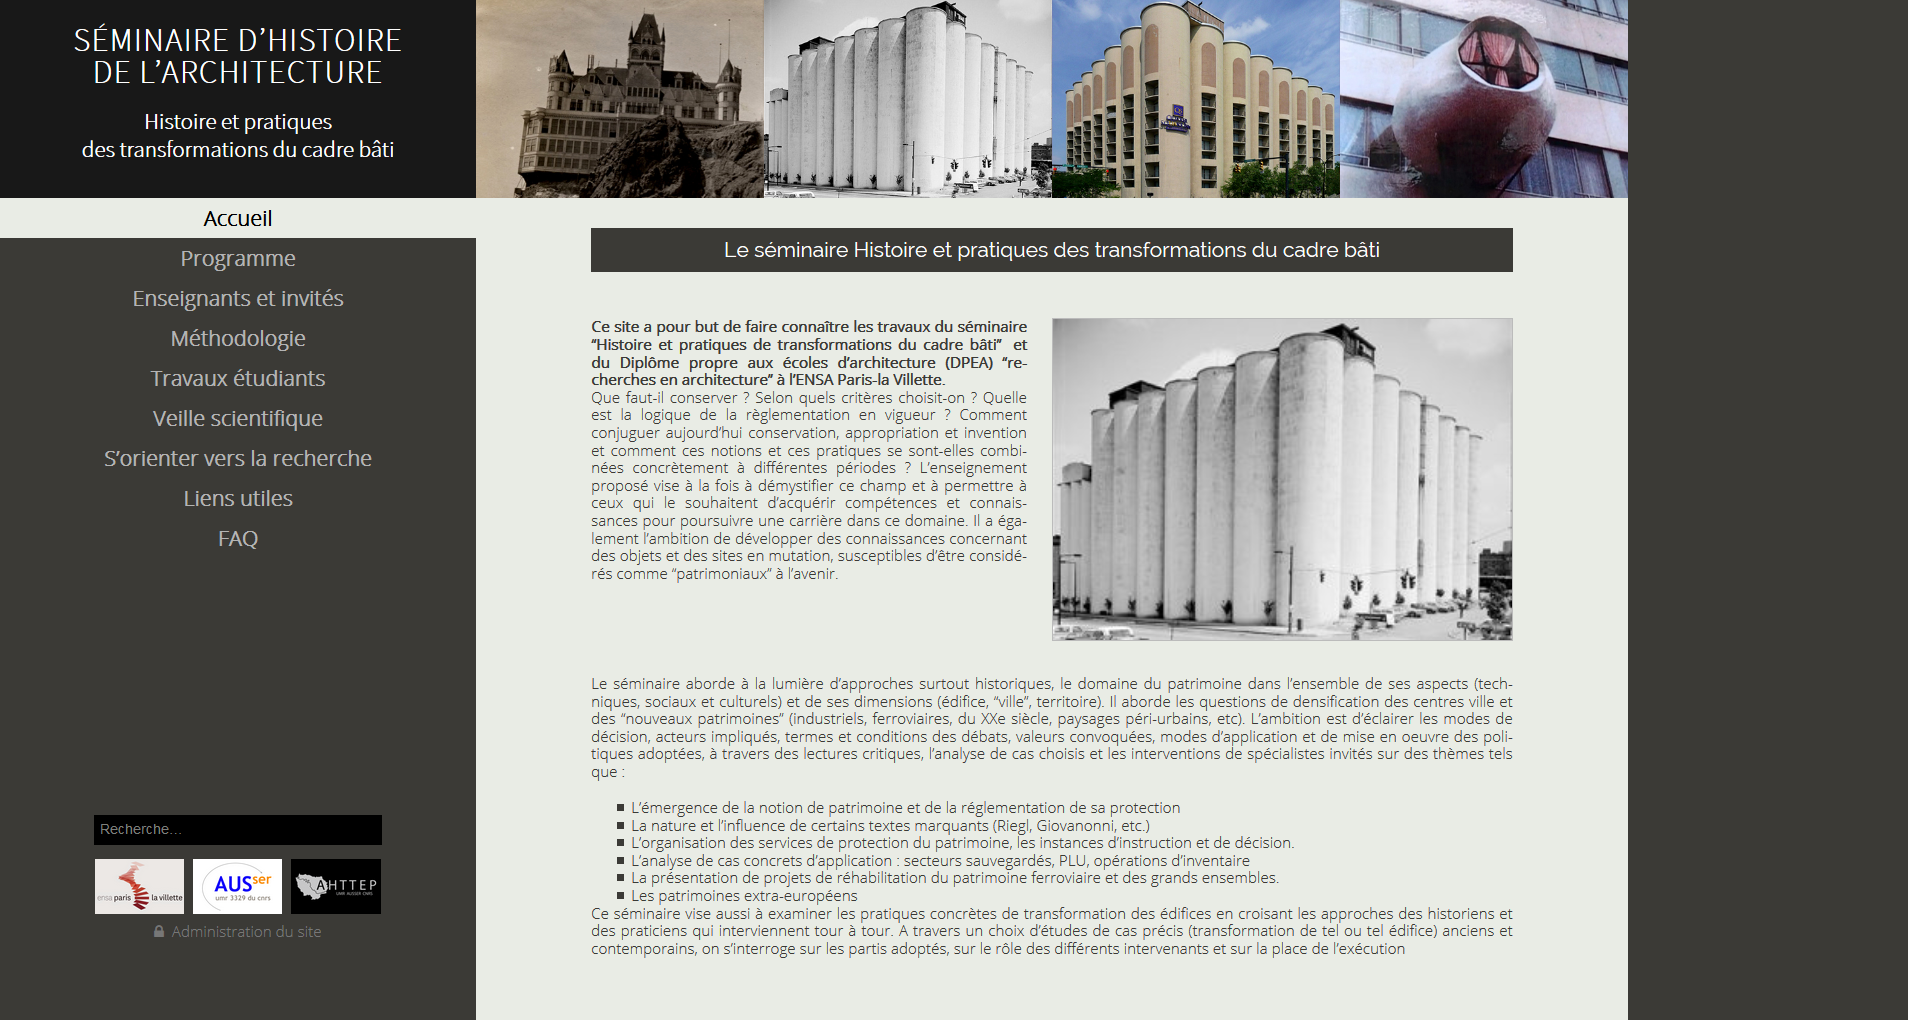 SÉMINAIRE D’HISTOIRE
DE L’ARCHITECTURE
Histoire et pratiques
des transformations du cadre bâti
Accueil
Programme
Enseignants et invités
Méthodologie
Travaux étudiants
Veille scientifique
S’orienter vers la recherche
Liens utiles
FAQ
Recherche...
ensa paris la villette
AUSser
umr 3329 du cnrs
AHTTEP
UMR AUSSER CNRS
Administration du site
Le séminaire Histoire et pratiques des transformations du cadre bâti
Ce site a pour but de faire connaître les travaux du séminaire
“Histoire et pratiques de transformations du cadre bâti” et
du Diplôme propre aux écoles d’architecture (DPEA) “re-
cherches en architecture” à l’ENSA Paris-la Villette.
Que faut-il conserver ? Selon quels critères choisit-on ? Quelle
est la logique de la règlementation en vigueur ? Comment
conjuguer aujourd’hui conservation, appropriation et invention
et comment ces notions et ces pratiques se sont-elles combi-
nées concrètement à différentes périodes ? L’enseignement
proposé vise à la fois à démystifier ce champ et à permettre à
ceux qui le souhaitent d’acquérir compétences et connais-
sances pour poursuivre une carrière dans ce domaine. Il a éga-
lement l’ambition de développer des connaissances concernant
des objets et des sites en mutation, susceptibles d’être considé-
rés comme “patrimoniaux” à l’avenir.
Le séminaire aborde à la lumière d’approches surtout historiques, le domaine du patrimoine dans l’ensemble de ses aspects (tech-
niques, sociaux et culturels) et de ses dimensions (édifice, “ville”, territoire). Il aborde les questions de densification des centres ville et
des “nouveaux patrimoines” (industriels, ferroviaires, du XXe siècle, paysages péri-urbains, etc). L’ambition est d’éclairer les modes de
décision, acteurs impliqués, termes et conditions des débats, valeurs convoquées, modes d’application et de mise en oeuvre des poli-
tiques adoptées, à travers des lectures critiques, l’analyse de cas choisis et les interventions de spécialistes invités sur des thèmes tels
que :
L’émergence de la notion de patrimoine et de la réglementation de sa protection
La nature et l’influence de certains textes marquants (Riegl, Giovanonni, etc.)
L’organisation des services de protection du patrimoine, les instances d’instruction et de décision.
L’analyse de cas concrets d’application : secteurs sauvegardés, PLU, opérations d’inventaire
La présentation de projets de réhabilitation du patrimoine ferroviaire et des grands ensembles.
Les patrimoines extra-européens
Ce séminaire vise aussi à examiner les pratiques concrètes de transformation des édifices en croisant les approches des historiens et
des praticiens qui interviennent tour à tour. A travers un choix d’études de cas précis (transformation de tel ou tel édifice) anciens et
contemporains, on s’interroge sur les partis adoptés, sur le rôle des différents intervenants et sur la place de l’exécution